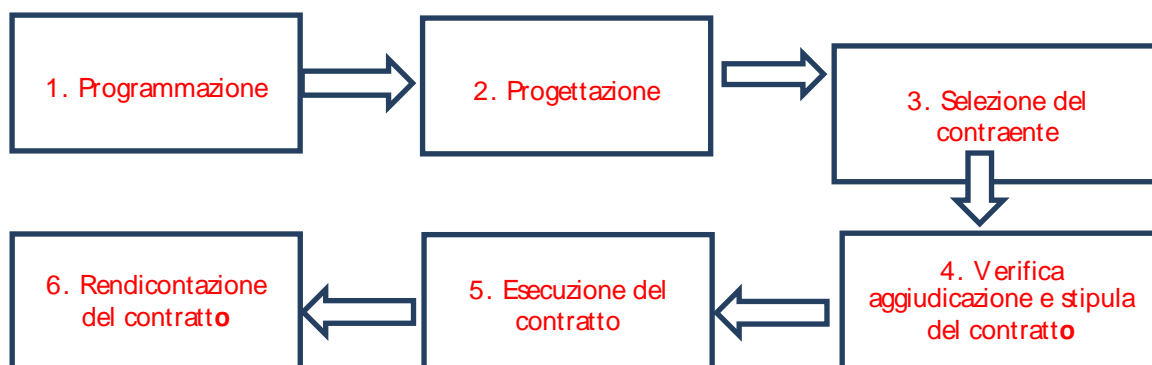 1. Programmazione
2. Progettazione
3. Selezione del
contraente
4. Verifica
aggiudicazione e stipula
del contratto
5. Esecuzione del
contratto
6. Rendicontazione
del contratto